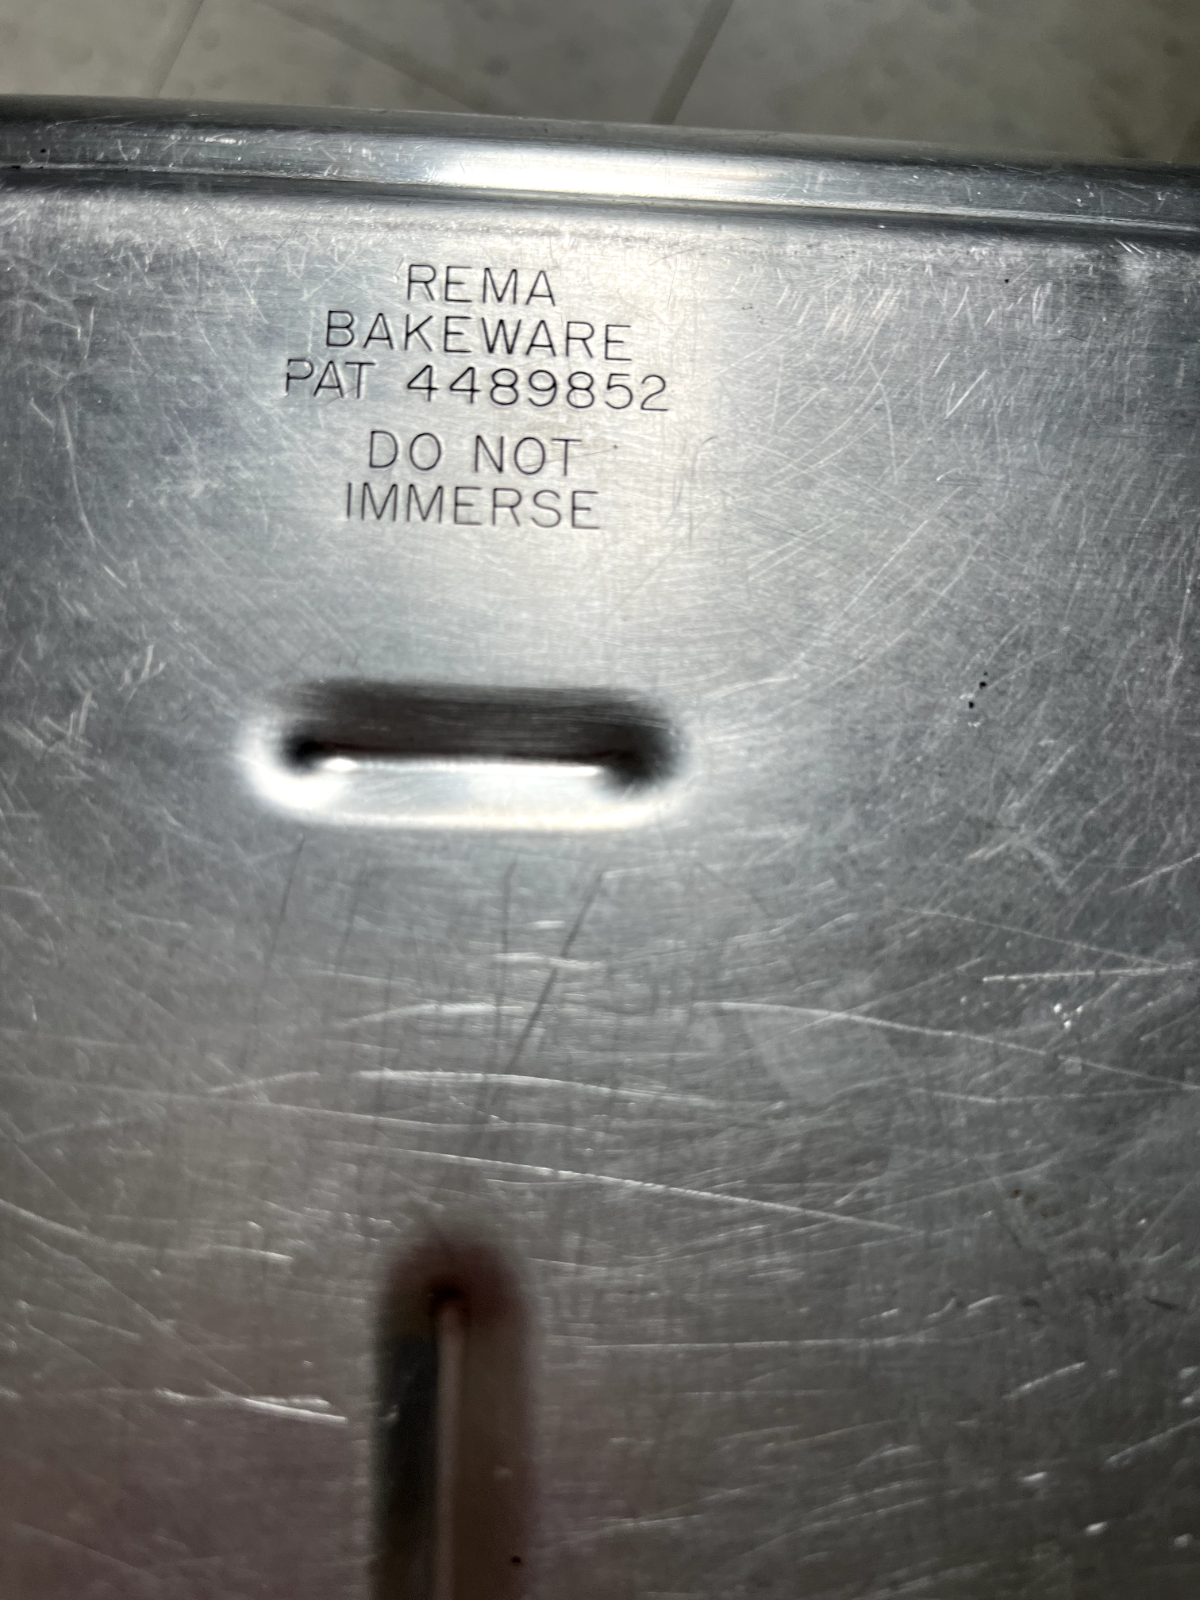 REMA
BAKEWARE
PAT 4489852
DO NOT
IMMERSE